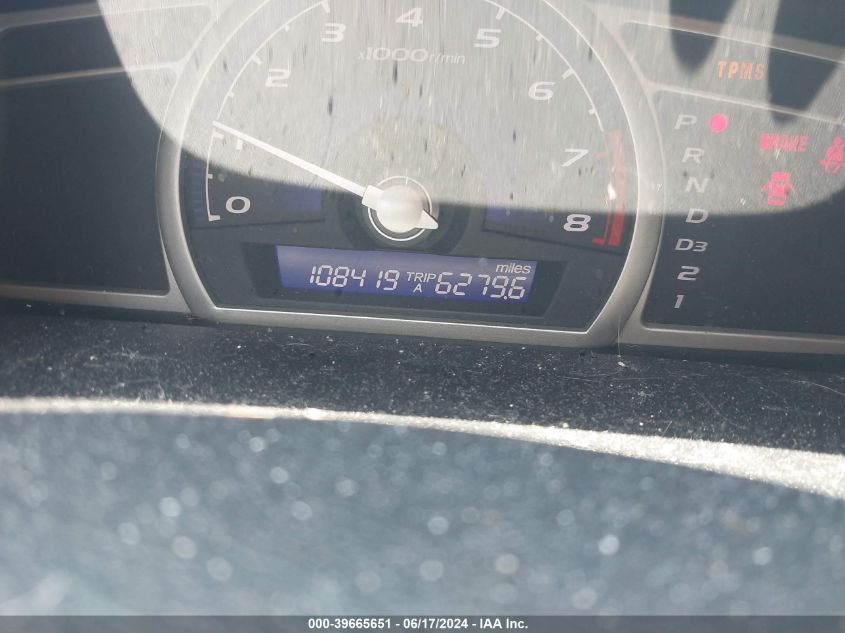 3 4 5
x1000r/min
2 6
1 7
0 8
TPMS
P
R
N
D
D3
2
1
BRAKE
miles
108419 TRIP A 6279.6
000-39665651 - 06/17/2024 - IAA Inc.